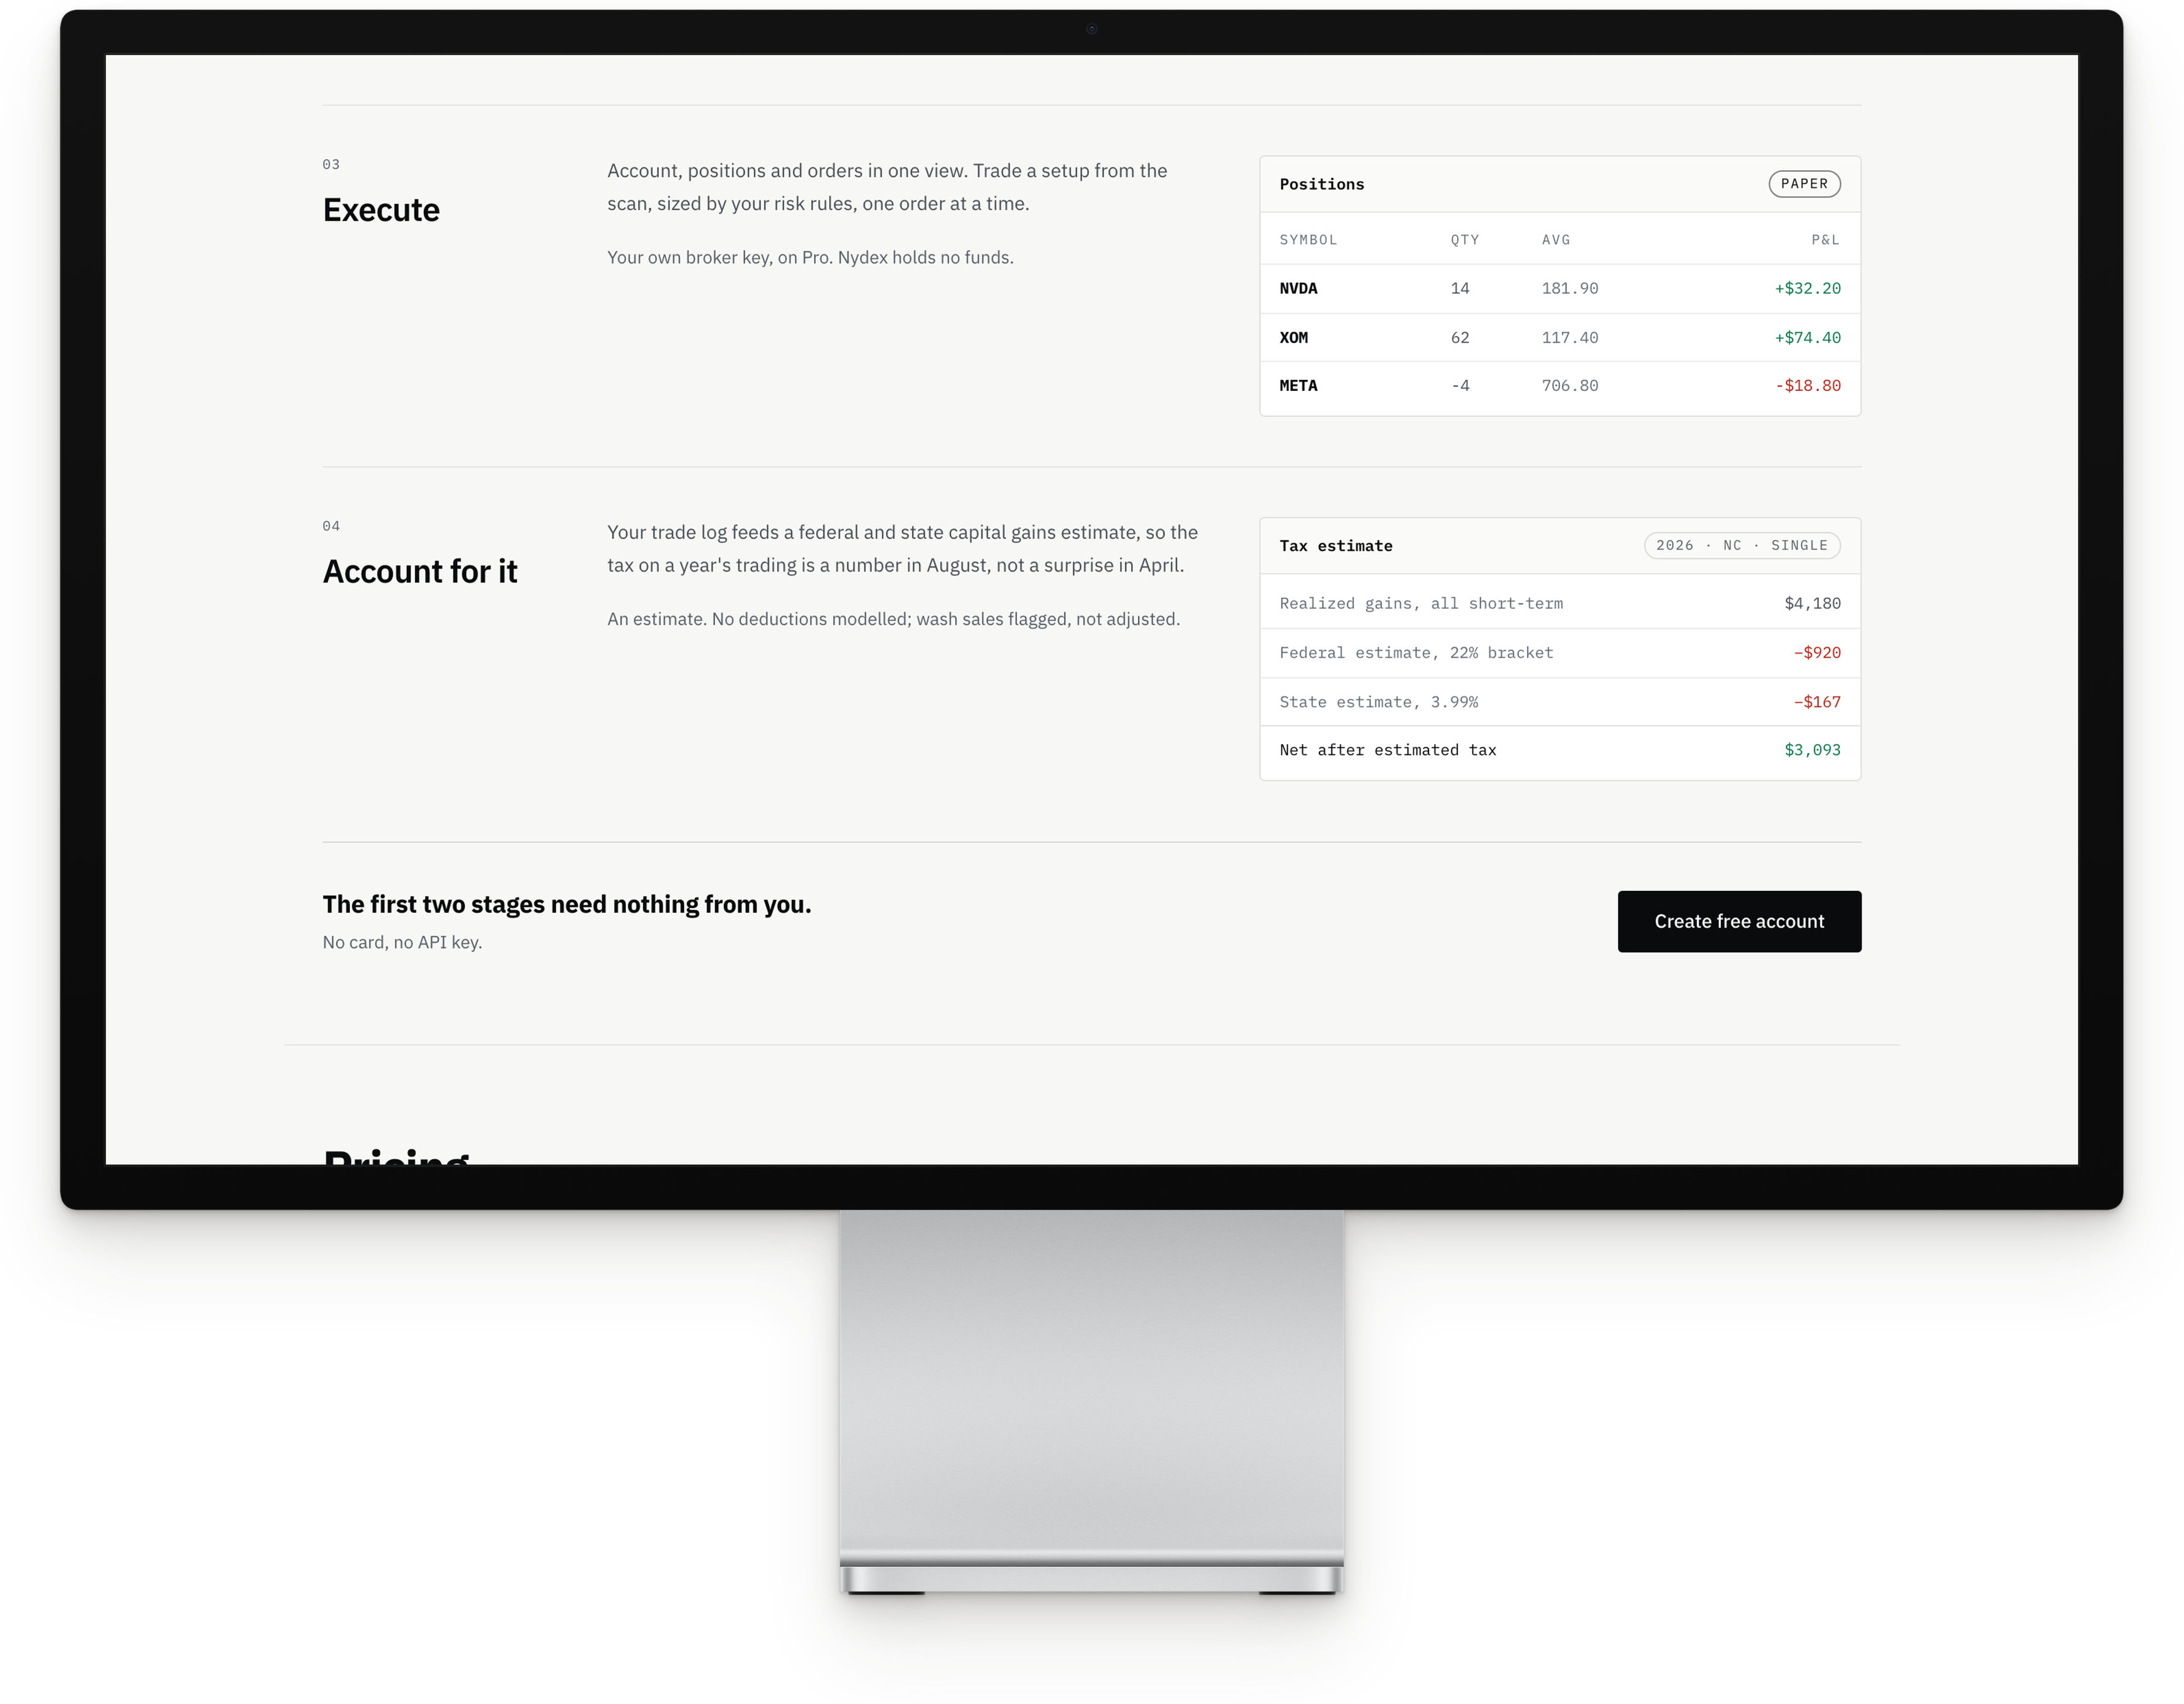 03
Execute
Account, positions and orders in one view. Trade a setup from the
scan, sized by your risk rules, one order at a time.
Your own broker key, on Pro. Nydex holds no funds.
Positions PAPER
SYMBOL QTY AVG P&L
NVDA 14 181.90 +$32.20
XOM 62 117.40 +$74.40
META -4 706.80 -$18.80
04
Account for it
Your trade log feeds a federal and state capital gains estimate, so the
tax on a year's trading is a number in August, not a surprise in April.
An estimate. No deductions modelled; wash sales flagged, not adjusted.
Tax estimate 2026 · NC · SINGLE
Realized gains, all short-term $4,180
Federal estimate, 22% bracket −$920
State estimate, 3.99% −$167
Net after estimated tax $3,093
The first two stages need nothing from you.
No card, no API key.
Create free account
Pricing